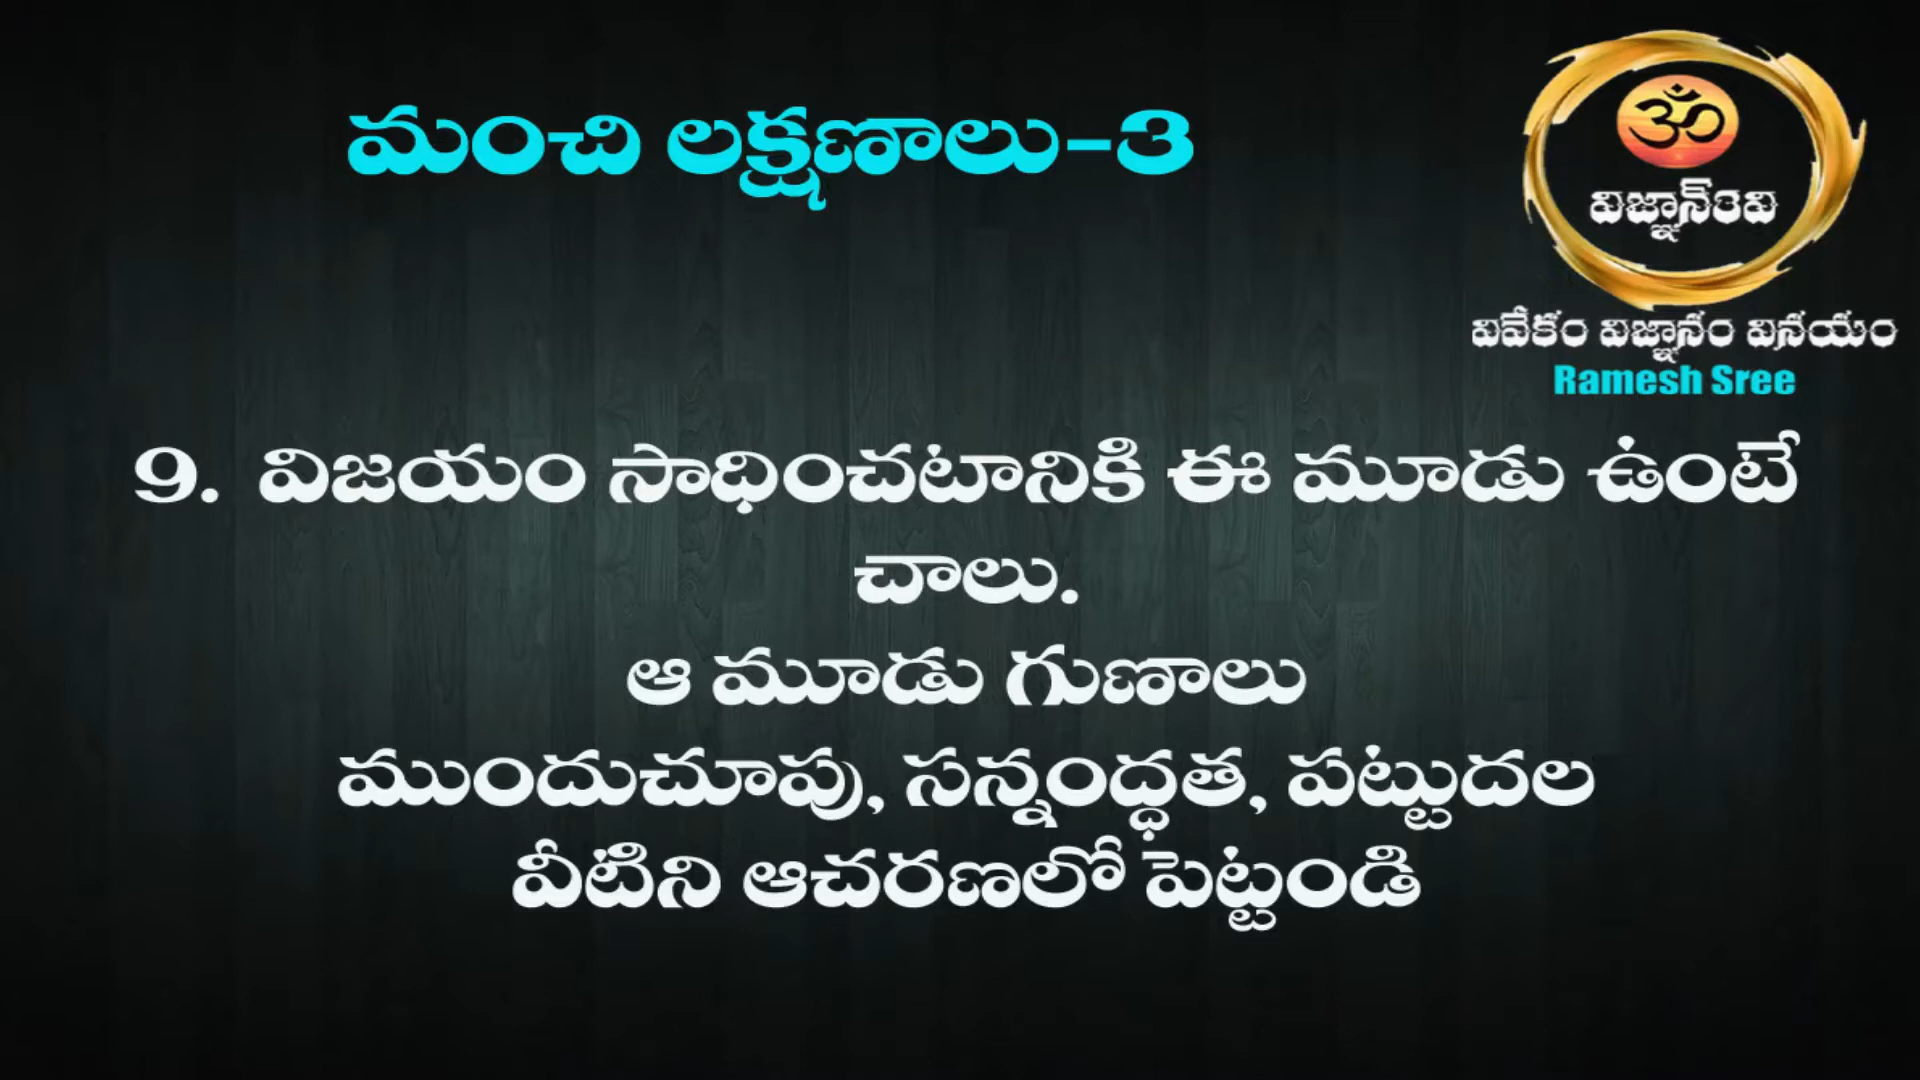 మంచి లక్షణాలు-3
విజ్ఞాన్‌రవి
వివేకం విజ్ఞానం వినయం
Ramesh Sree
9. విజయం సాధించటానికి ఈ మూడు ఉంటే
చాలు.
ఆ మూడు గుణాలు
ముందుచూపు, సన్నంద్ధత, పట్టుదల
వీటిని ఆచరణలో పెట్టండి